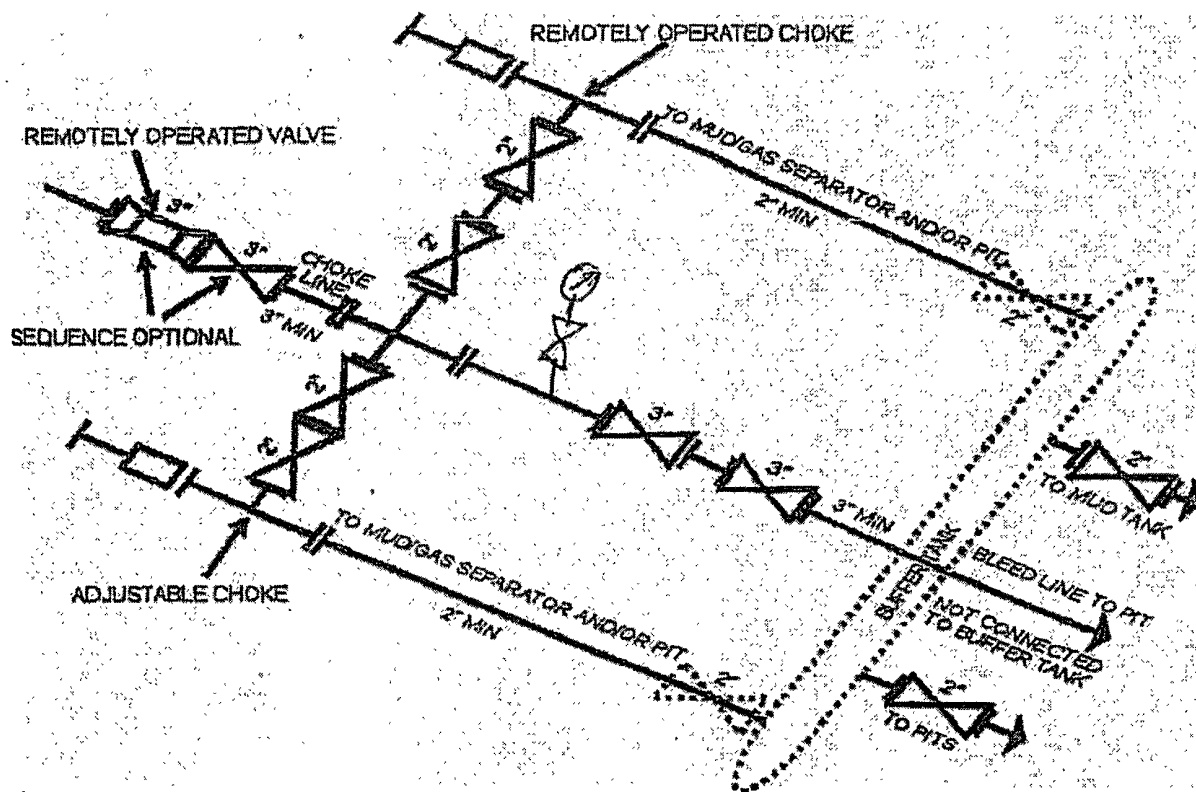 REMOTELY OPERATED CHOKE
REMOTELY OPERATED VALVE
TO MUD/GAS SEPARATOR AND/OR PIT
2" MIN
2"
2"
3"
3"
CHOKE
LINE
3" MIN
SEQUENCE OPTIONAL
2"
2"
2"
3"
3"
3" MIN
2"
TO MUD TANK
BUFFER TANK
BLEED LINE TO PIT
NOT CONNECTED
TO BUFFER TANK
ADJUSTABLE CHOKE
TO MUD/GAS SEPARATOR AND/OR PIT
2" MIN
2"
2"
TO PITS